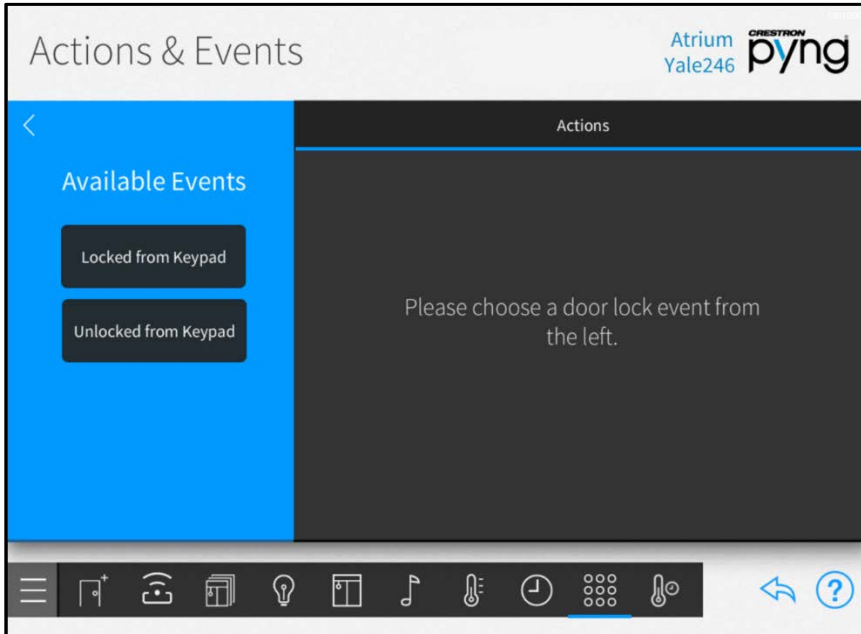 Actions & Events
Atrium
Yale246
CRESTRON
pyng
Actions
Available Events
Locked from Keypad
Unlocked from Keypad
Please choose a door lock event from
the left.
?